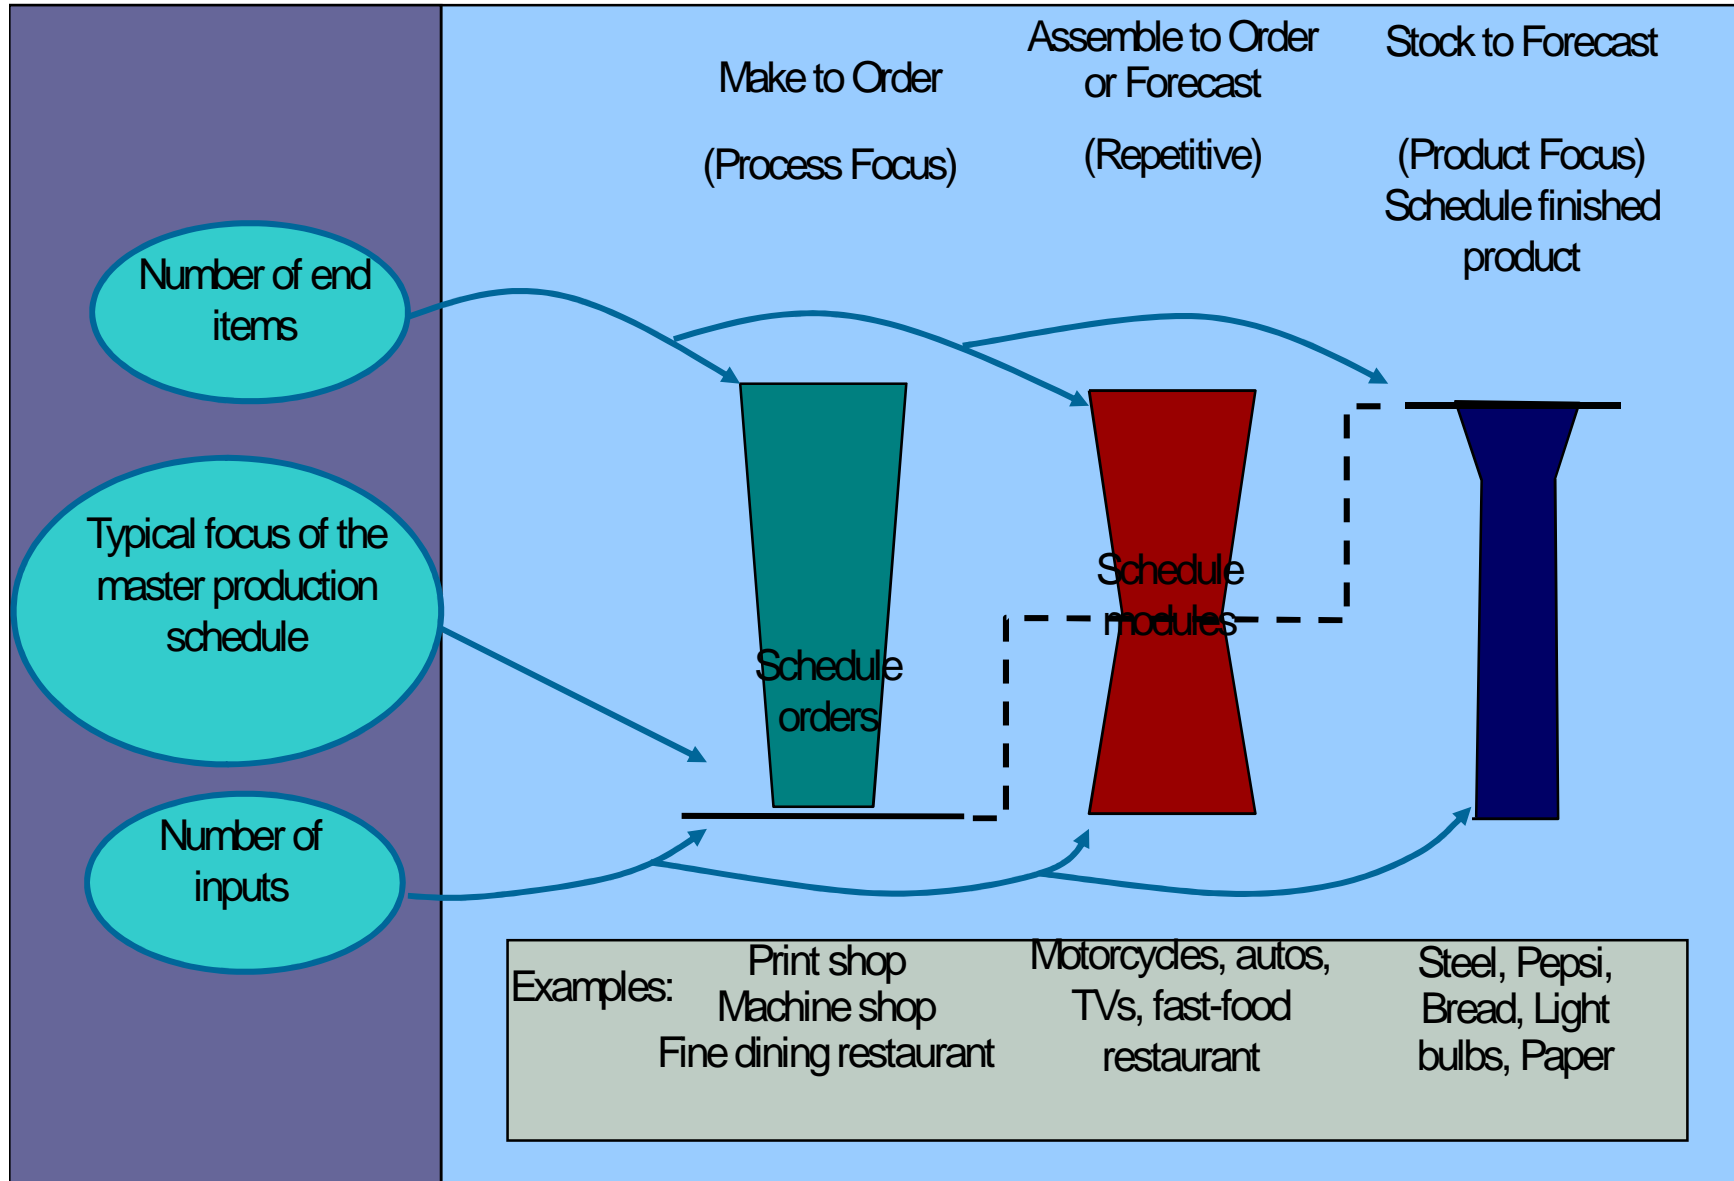 Make to Order
(Process Focus)
Assemble to Order
or Forecast
(Repetitive)
Stock to Forecast
(Product Focus)
Schedule finished
product
Number of end
items
Typical focus of the
master production
schedule
Number of
inputs
Schedule
orders
Schedule
modules
Examples:
Print shop
Machine shop
Fine dining restaurant
Motorcycles, autos,
TVs, fast-food
restaurant
Steel, Pepsi,
Bread, Light
bulbs, Paper